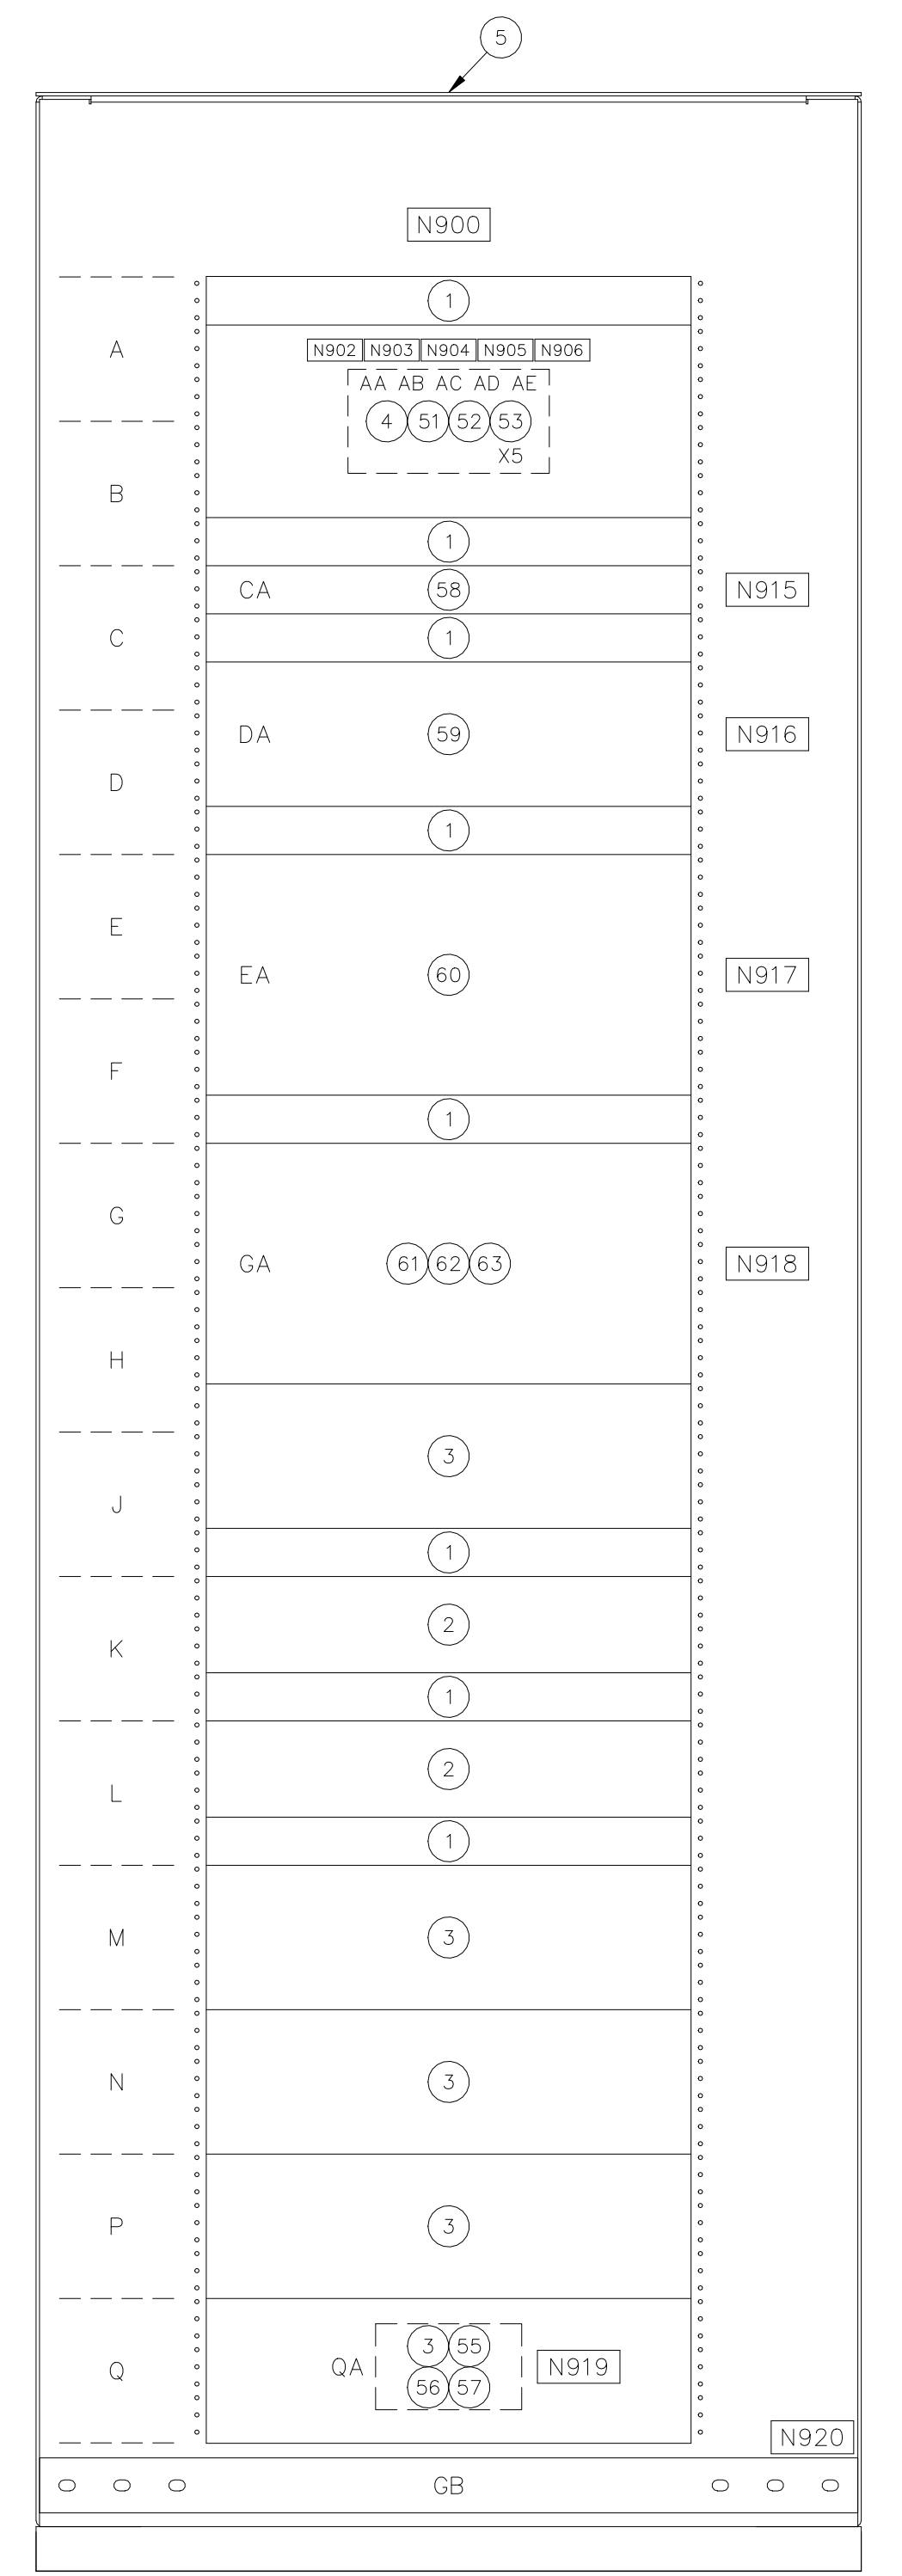 5
N900
1
A
N902 N903 N904 N905 N906
AA AB AC AD AE
4 51 52 53
X5
B
1
CA 58 N915
C 1
DA 59 N916
D
1
E
EA 60 N917
F
1
G
GA 61 62 63 N918
H
3
J
1
2
K
1
2
L
1
M 3
N 3
P 3
3 55
QA N919
Q
56 57
N920
GB